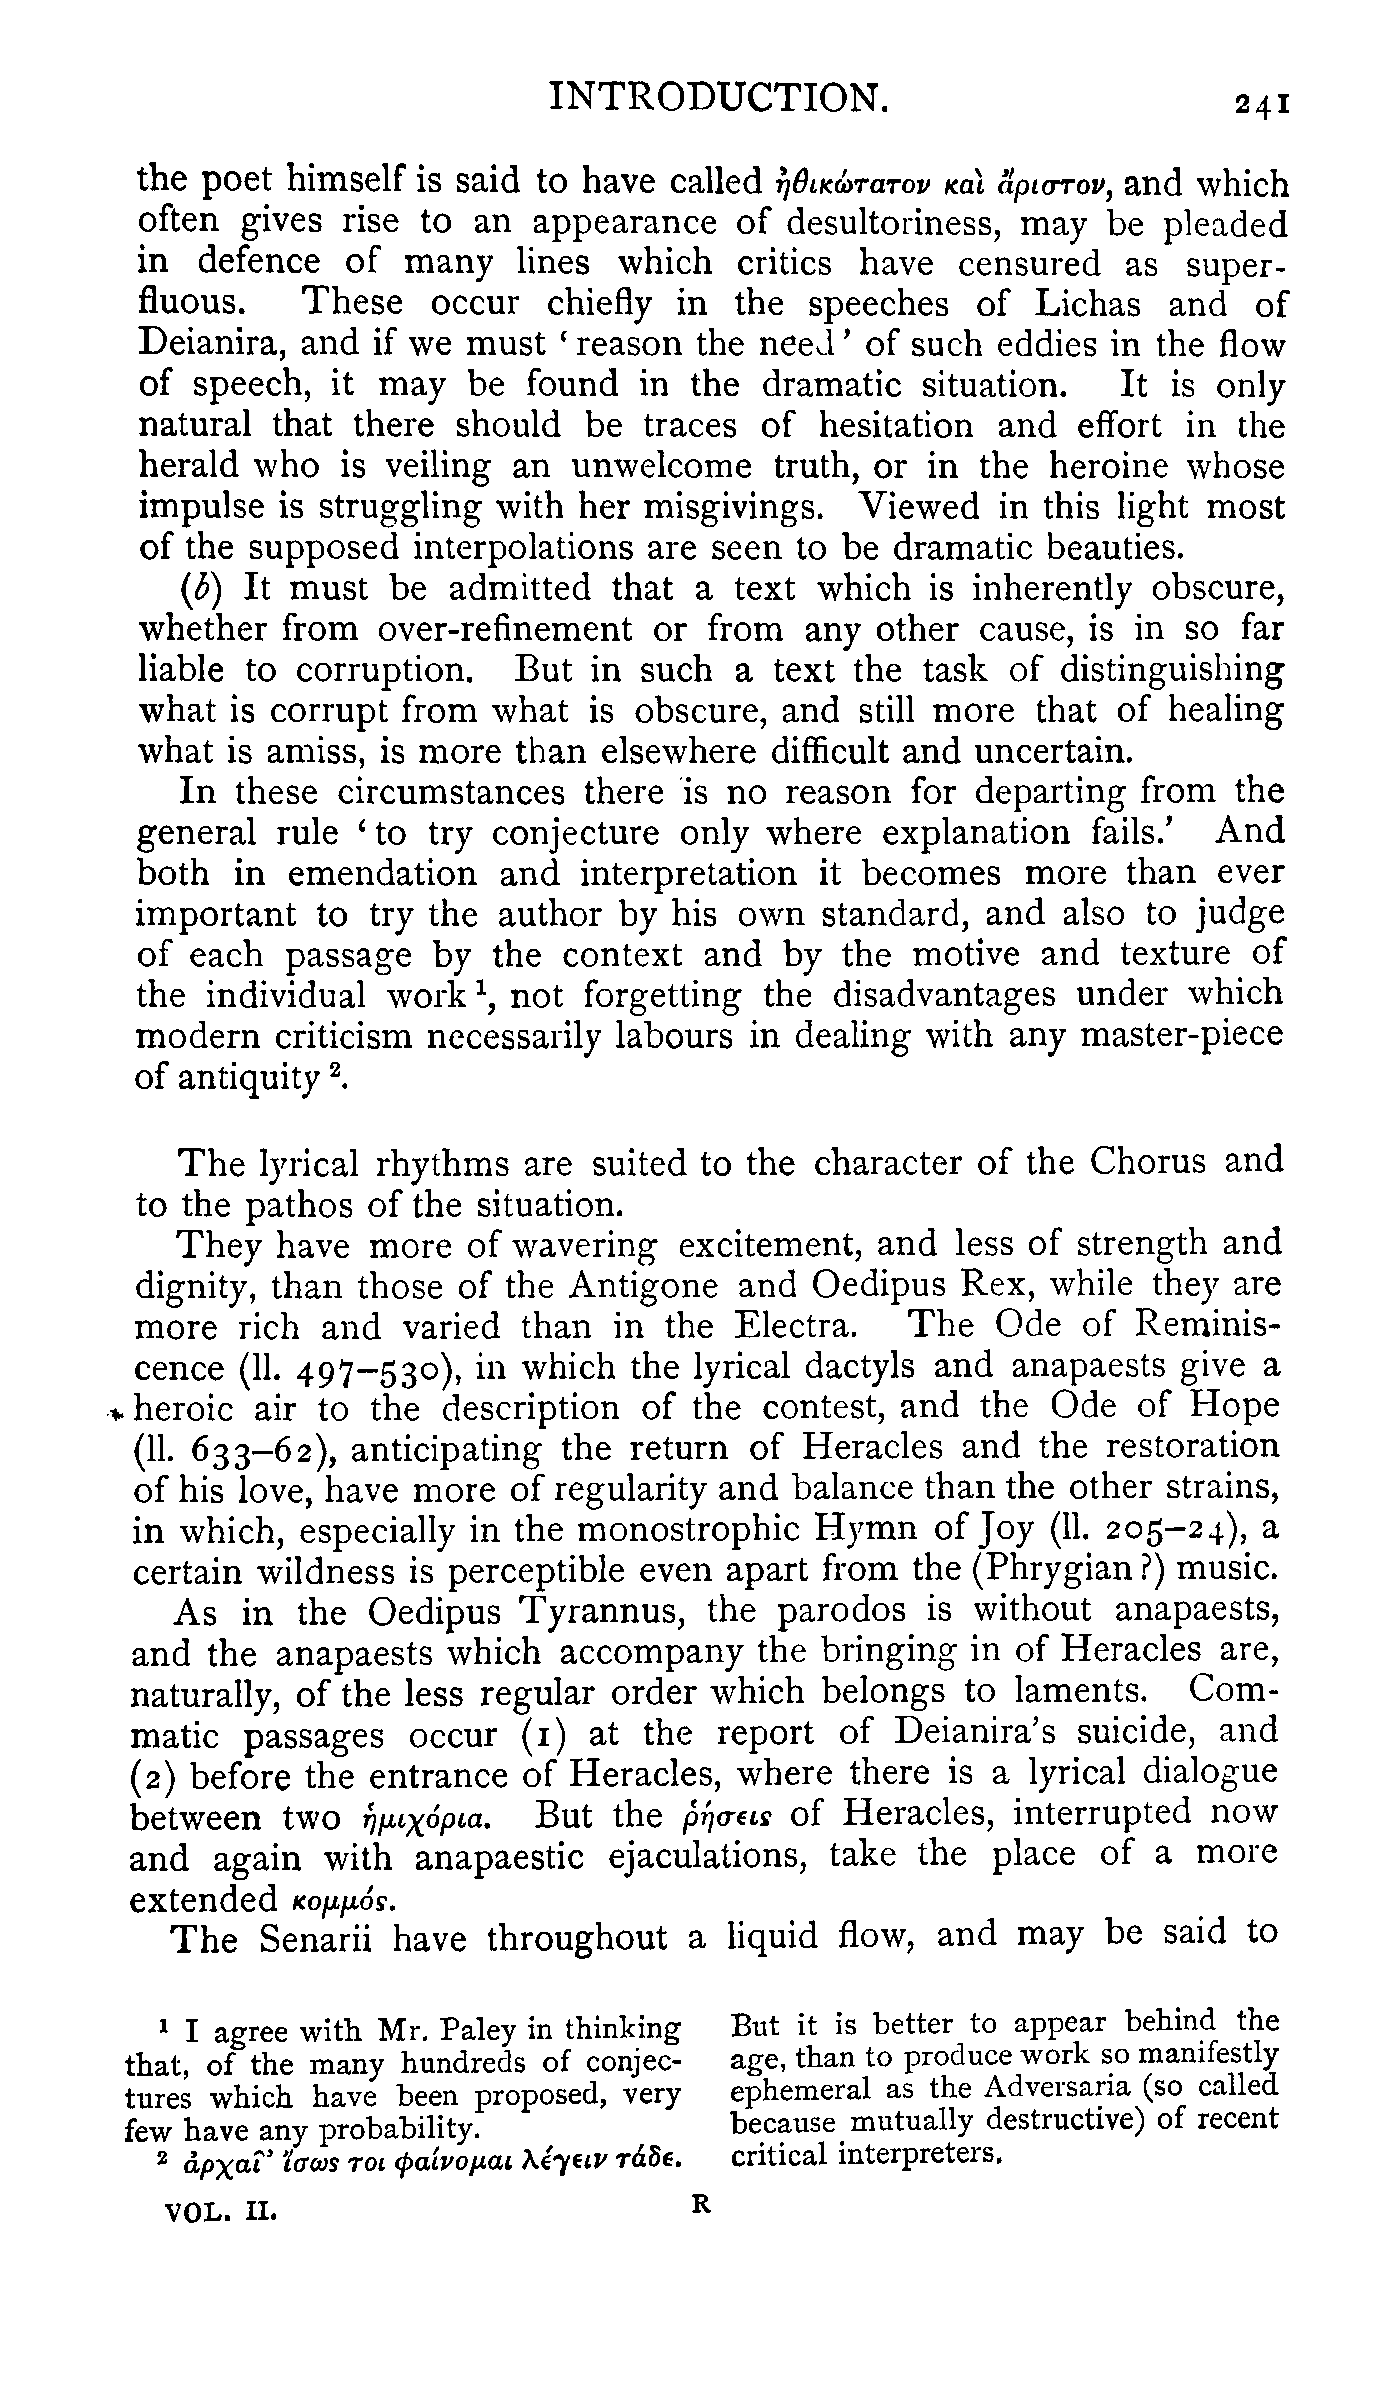 INTRODUCTION. 241
the poet himself is said to have called ἠθικώτατον καὶ ἄριστον, and which
often gives rise to an appearance of desultoriness, may be pleaded
in defence of many lines which critics have censured as super-
fluous. These occur chiefly in the speeches of Lichas and of
Deianira, and if we must ‘reason the need’ of such eddies in the flow
of speech, it may be found in the dramatic situation. It is only
natural that there should be traces of hesitation and effort in the
herald who is veiling an unwelcome truth, or in the heroine whose
impulse is struggling with her misgivings. Viewed in this light most
of the supposed interpolations are seen to be dramatic beauties.
(b) It must be admitted that a text which is inherently obscure,
whether from over-refinement or from any other cause, is in so far
liable to corruption. But in such a text the task of distinguishing
what is corrupt from what is obscure, and still more that of healing
what is amiss, is more than elsewhere difficult and uncertain.
In these circumstances there is no reason for departing from the
general rule ‘to try conjecture only where explanation fails.’ And
both in emendation and interpretation it becomes more than ever
important to try the author by his own standard, and also to judge
of each passage by the context and by the motive and texture of
the individual work ¹, not forgetting the disadvantages under which
modern criticism necessarily labours in dealing with any master-piece
of antiquity ².
The lyrical rhythms are suited to the character of the Chorus and
to the pathos of the situation.
They have more of wavering excitement, and less of strength and
dignity, than those of the Antigone and Oedipus Rex, while they are
more rich and varied than in the Electra. The Ode of Reminis-
cence (ll. 497–530), in which the lyrical dactyls and anapaests give a
heroic air to the description of the contest, and the Ode of Hope
(ll. 633–62), anticipating the return of Heracles and the restoration
of his love, have more of regularity and balance than the other strains,
in which, especially in the monostrophic Hymn of Joy (ll. 205–24), a
certain wildness is perceptible even apart from the (Phrygian?) music.
As in the Oedipus Tyrannus, the parodos is without anapaests,
and the anapaests which accompany the bringing in of Heracles are,
naturally, of the less regular order which belongs to laments. Com-
matic passages occur (1) at the report of Deianira's suicide, and
(2) before the entrance of Heracles, where there is a lyrical dialogue
between two ἡμιχόρια. But the ῥήσεις of Heracles, interrupted now
and again with anapaestic ejaculations, take the place of a more
extended κομμός.
The Senarii have throughout a liquid flow, and may be said to
¹ I agree with Mr. Paley in thinking
that, of the many hundreds of conjec-
tures which have been proposed, very
few have any probability.
² ἀρχαῖ’ ἴσως τοι φαίνομαι λέγειν τάδε.
But it is better to appear behind the
age, than to produce work so manifestly
ephemeral as the Adversaria (so called
because mutually destructive) of recent
critical interpreters.
VOL. II. R